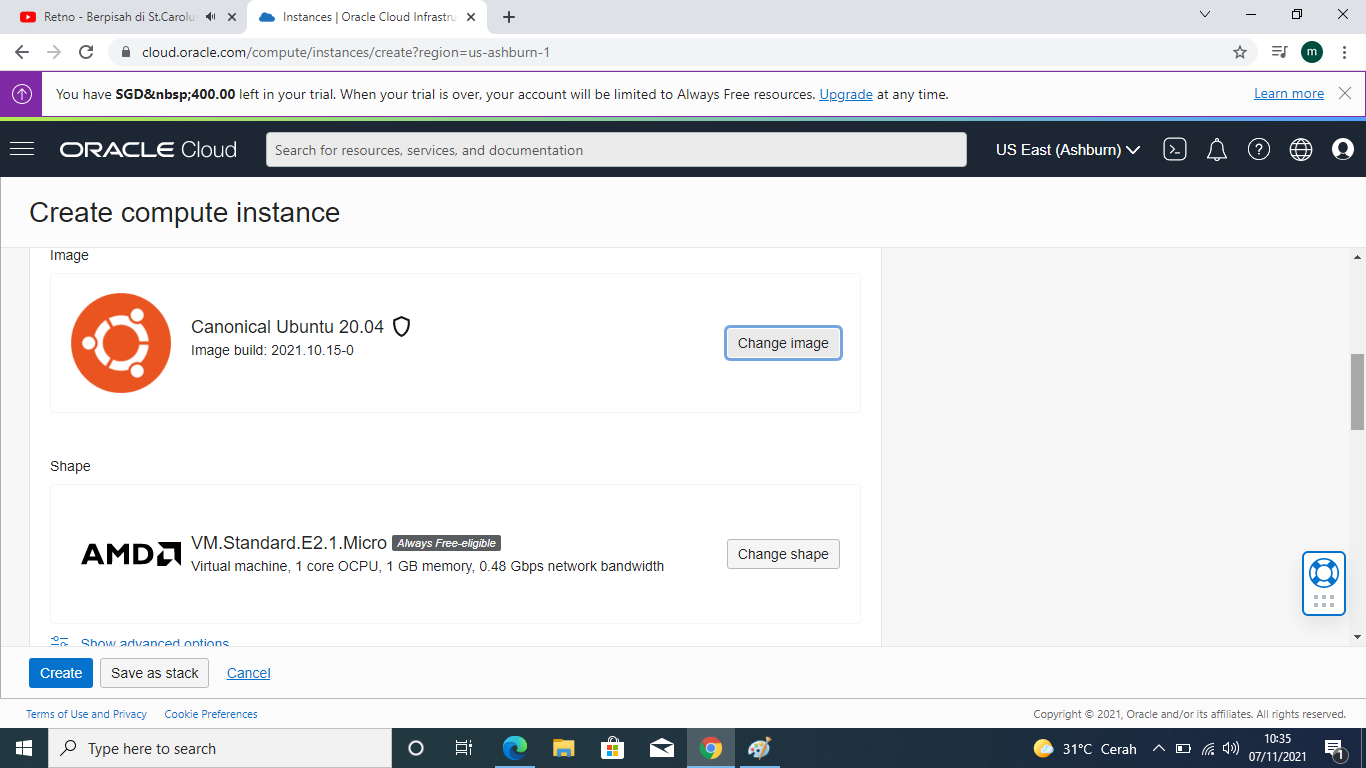 Retno - Berpisah di St.Carolu
Instances | Oracle Cloud Infrastru
cloud.oracle.com/compute/instances/create?region=us-ashburn-1
m
You have SGD&nbsp;400.00 left in your trial. When your trial is over, your account will be limited to Always Free resources. Upgrade at any time.
Learn more
ORACLE Cloud
Search for resources, services, and documentation
US East (Ashburn)
Create compute instance
Image
Canonical Ubuntu 20.04
Image build: 2021.10.15-0
Change image
Shape
AMD
VM.Standard.E2.1.Micro Always Free-eligible
Virtual machine, 1 core OCPU, 1 GB memory, 0.48 Gbps network bandwidth
Change shape
Show advanced options
Create
Save as stack
Cancel
Terms of Use and Privacy
Cookie Preferences
Copyright © 2021, Oracle and/or its affiliates. All rights reserved.
Type here to search
31°C Cerah
10:35
07/11/2021
1